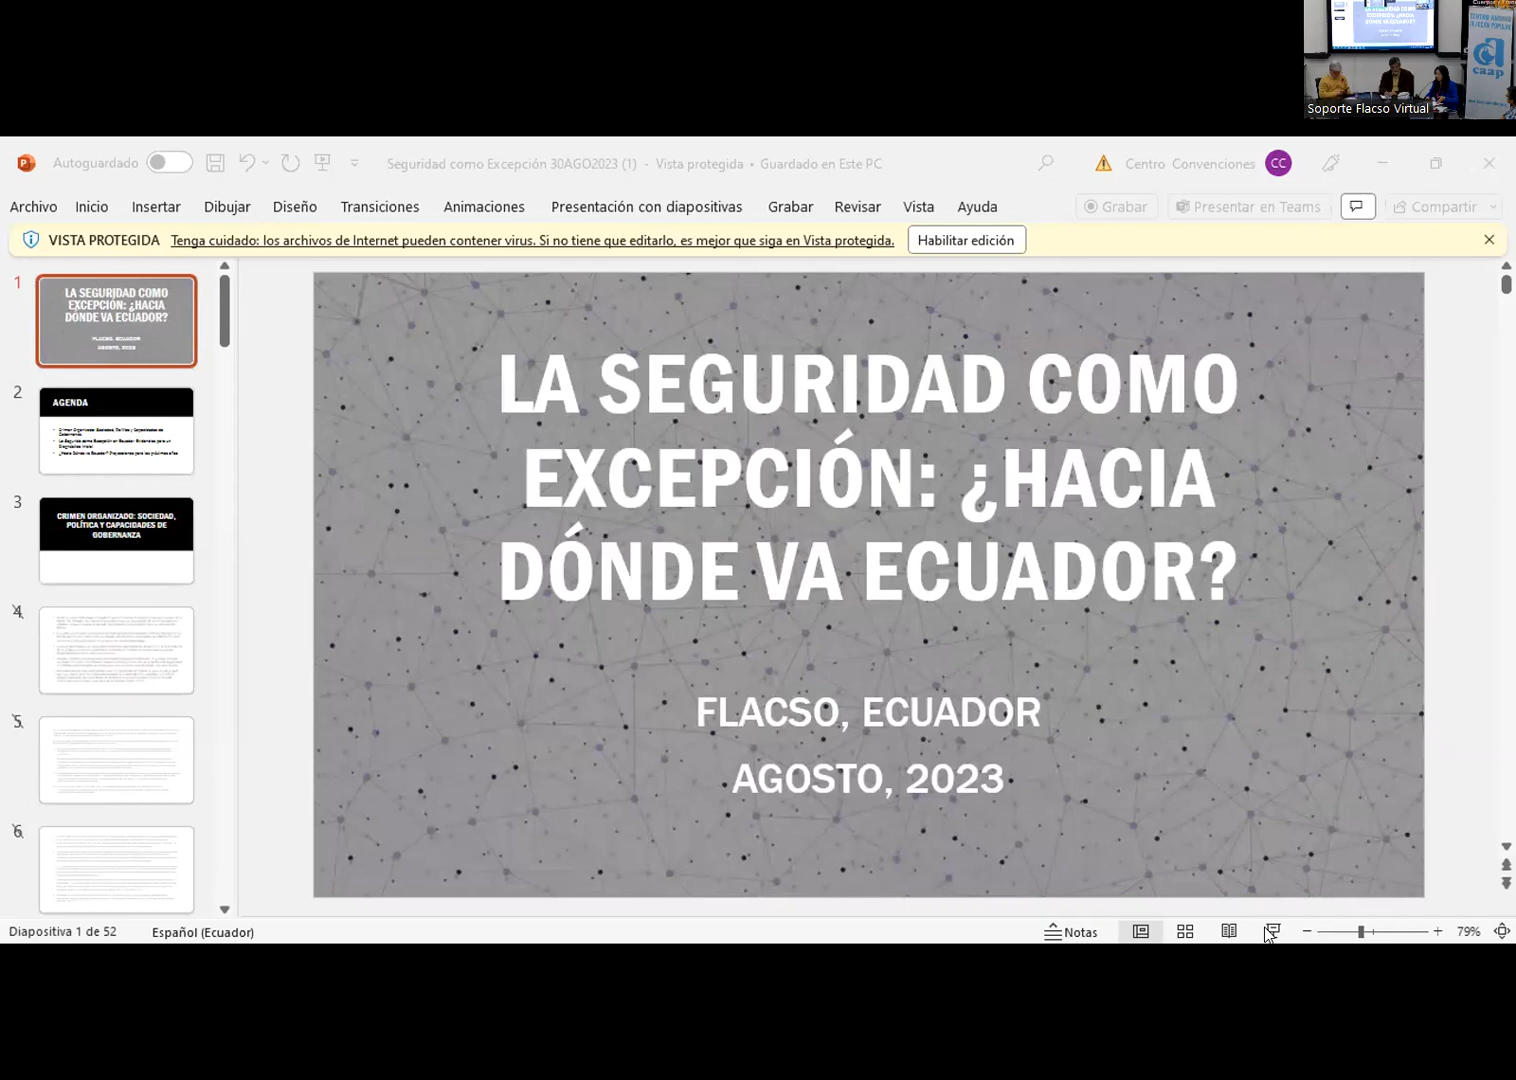 Soporte Flacso Virtual
caap
Autoguardado
Seguridad como Excepción 30AGO2023 (1) - Vista protegida • Guardado en Este PC
Centro Convenciones
CC
Archivo Inicio Insertar Dibujar Diseño Transiciones Animaciones Presentación con diapositivas Grabar Revisar Vista Ayuda
Grabar
Presentar en Teams
Compartir
VISTA PROTEGIDA Tenga cuidado: los archivos de Internet pueden contener virus. Si no tiene que editarlo, es mejor que siga en Vista protegida. Habilitar edición
1
LA SEGURIDAD COMO
EXCEPCIÓN: ¿HACIA
DÓNDE VA ECUADOR?
FLACSO, ECUADOR
AGOSTO, 2023
2
AGENDA
3
CRIMEN ORGANIZADO: SOCIEDAD,
POLÍTICA Y CAPACIDADES DE
GOBERNANZA
4
5
6
LA SEGURIDAD COMO
EXCEPCIÓN: ¿HACIA
DÓNDE VA ECUADOR?
FLACSO, ECUADOR
AGOSTO, 2023
Diapositiva 1 de 52
Español (Ecuador)
Notas
79%